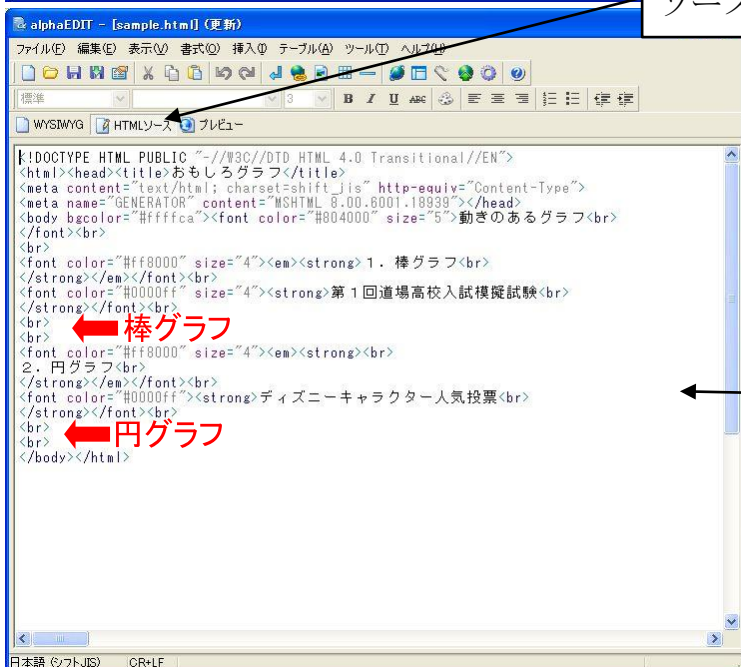 alphaEDIT - [sample.html] (更新)
ファイル(F) 編集(E) 表示(V) 書式(O) 挿入(I) テーブル(A) ツール(T) ヘルプ(H)
標準 3 B I U ABC
WYSIWYG HTMLソース プレビュー
<!DOCTYPE HTML PUBLIC "-//W3C//DTD HTML 4.0 Transitional//EN">
<html><head><title>おもしろグラフ</title>
<meta content="text/html; charset=shift_jis" http-equiv="Content-Type">
<meta name="GENERATOR" content="MSHTML 8.00.6001.18939"></head>
<body bgcolor="#ffffca"><font color="#804000" size="5">動きのあるグラフ<br>
</font><br>
<br>
<font color="#ff8000" size="4"><em><strong>１．棒グラフ<br>
</strong></em></font><br>
<font color="#0000ff" size="4"><strong>第１回道場高校入試模擬試験<br>
</strong></font><br>
<br>
<br>
棒グラフ
<font color="#ff8000" size="4"><em><strong><br>
２．円グラフ<br>
</strong></em></font><br>
<font color="#0000ff"><strong>ディズニーキャラクター人気投票<br>
</strong></font><br>
<br>
<br>
円グラフ
</body></html>
日本語 (シフトJIS) CR+LF